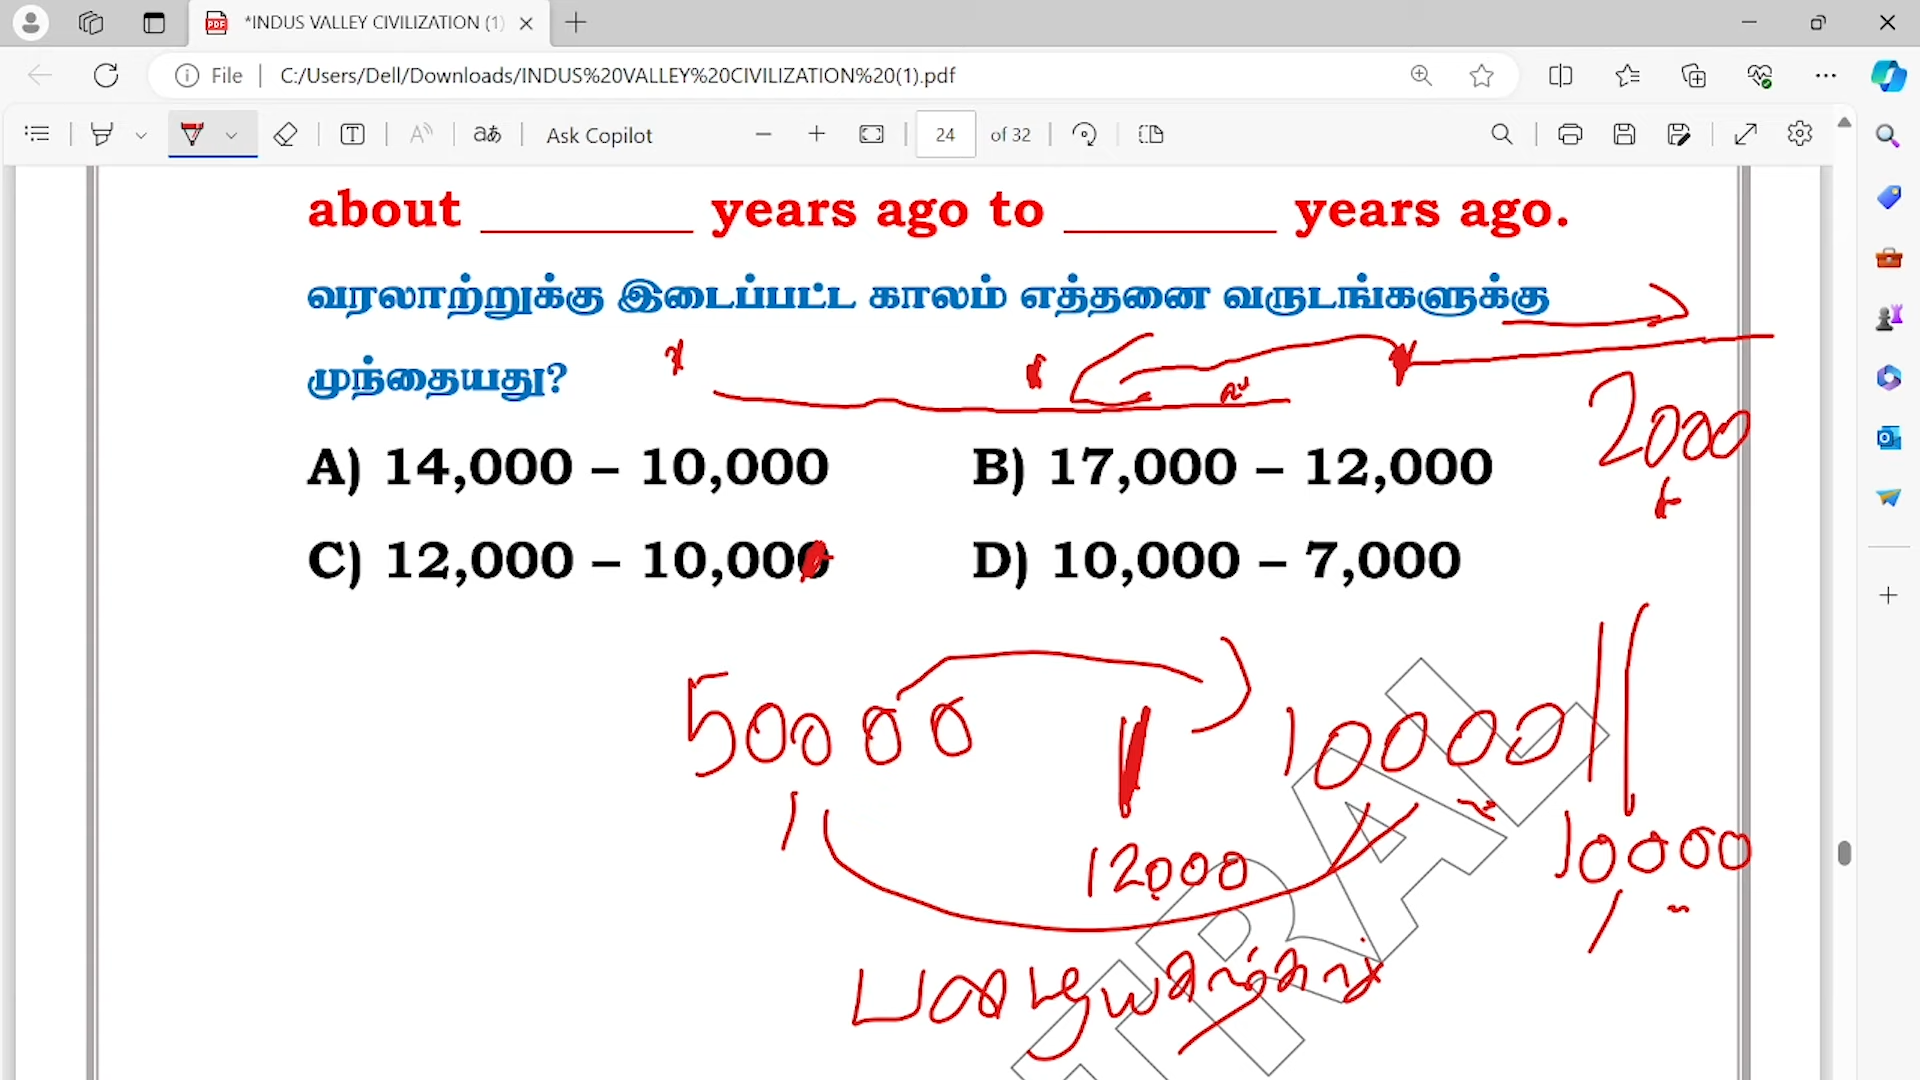 *INDUS VALLEY CIVILIZATION (1)
File C:/Users/Dell/Downloads/INDUS%20VALLEY%20CIVILIZATION%20(1).pdf
Ask Copilot 24 of 32
about ________ years ago to ________ years ago.
வரலாற்றுக்கு இடைப்பட்ட காலம் எத்தனை வருடங்களுக்கு
முந்தையது?
2000
A) 14,000 – 10,000 B) 17,000 – 12,000
C) 12,000 – 10,000 D) 10,000 – 7,000
50000 10000
12000 10000